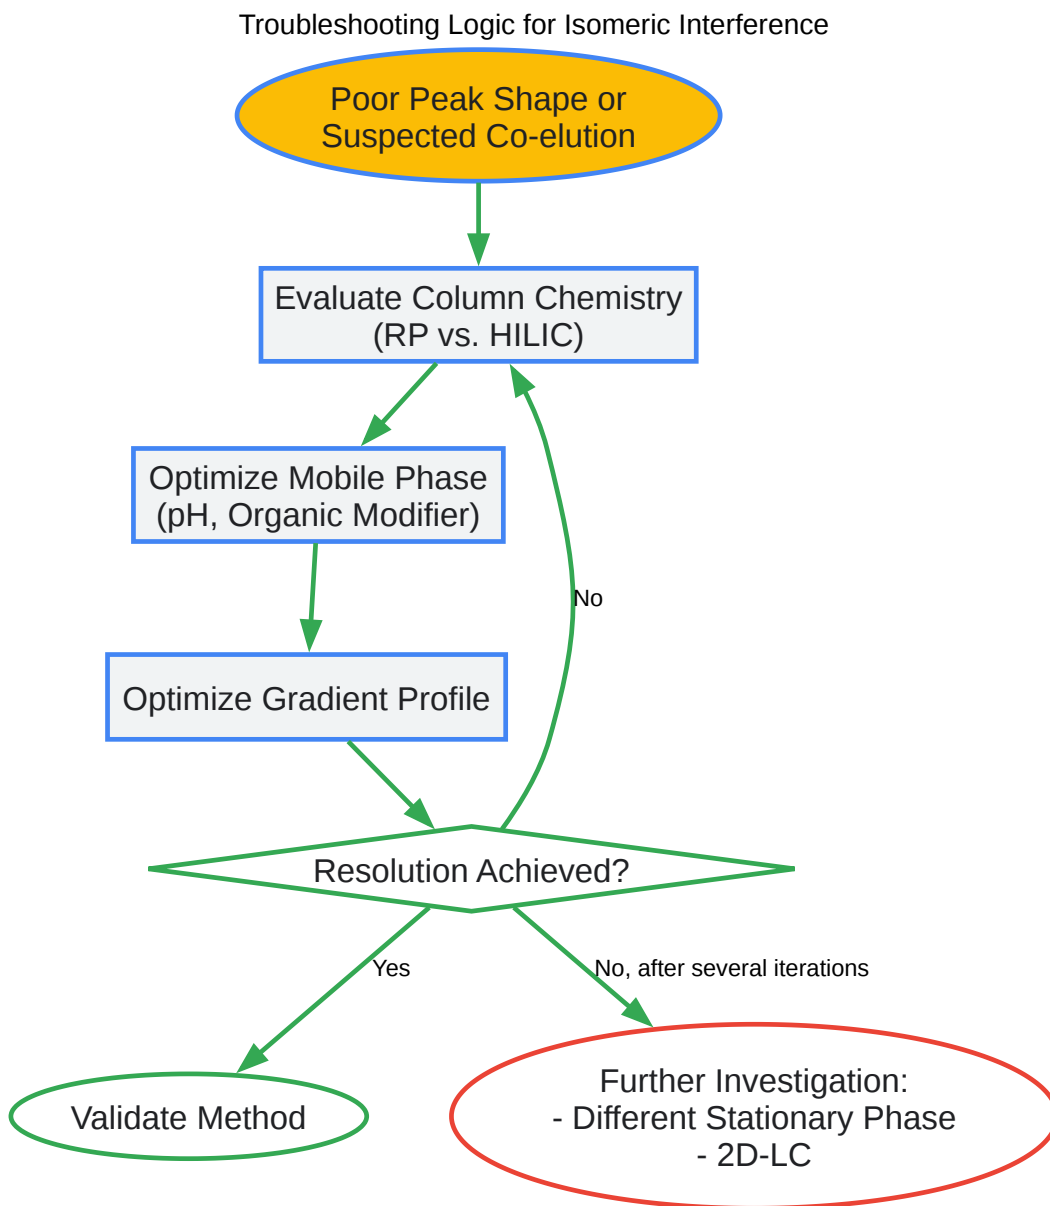 Troubleshooting Logic for Isomeric Interference
Poor Peak Shape or
Suspected Co-elution
Evaluate Column Chemistry
(RP vs. HILIC)
Optimize Mobile Phase
(pH, Organic Modifier)
No
Optimize Gradient Profile
Resolution Achieved?
Yes
No, after several iterations
Validate Method
Further Investigation:
- Different Stationary Phase
- 2D-LC